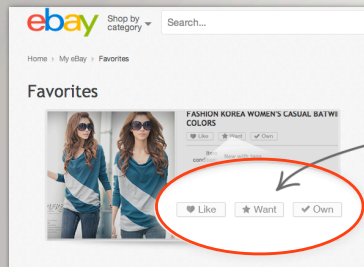 ebay
Shop by
category
Search...
Home > My eBay > Favorites
Favorites
FASHION KOREA WOMEN'S CASUAL BATWI
COLORS
Like Want Own
Like Want Own